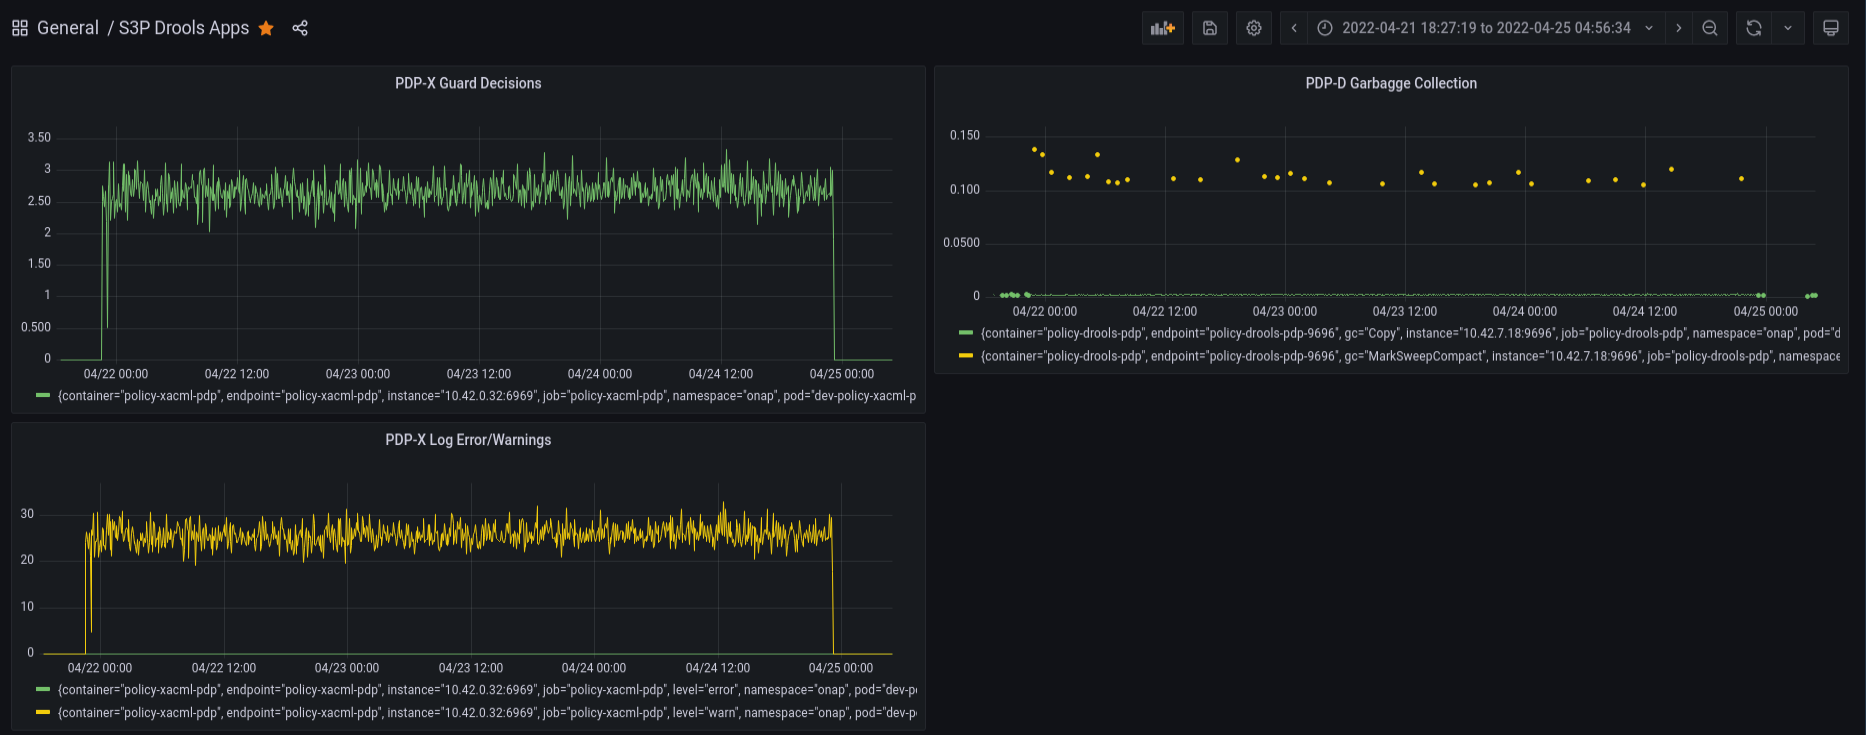 General / S3P Drools Apps
2022-04-21 18:27:19 to 2022-04-25 04:56:34
PDP-X Guard Decisions
3.50
3
2.50
2
1.50
1
0.500
0
04/22 00:00 04/22 12:00 04/23 00:00 04/23 12:00 04/24 00:00 04/24 12:00 04/25 00:00
{container="policy-xacml-pdp", endpoint="policy-xacml-pdp", instance="10.42.0.32:6969", job="policy-xacml-pdp", namespace="onap", pod="dev-policy-xacml-p
PDP-D Garbagge Collection
0.150
0.100
0.0500
0
04/22 00:00 04/22 12:00 04/23 00:00 04/23 12:00 04/24 00:00 04/24 12:00 04/25 00:00
{container="policy-drools-pdp", endpoint="policy-drools-pdp-9696", gc="Copy", instance="10.42.7.18:9696", job="policy-drools-pdp", namespace="onap", pod="d
{container="policy-drools-pdp", endpoint="policy-drools-pdp-9696", gc="MarkSweepCompact", instance="10.42.7.18:9696", job="policy-drools-pdp", namespace
PDP-X Log Error/Warnings
30
20
10
0
04/22 00:00 04/22 12:00 04/23 00:00 04/23 12:00 04/24 00:00 04/24 12:00 04/25 00:00
{container="policy-xacml-pdp", endpoint="policy-xacml-pdp", instance="10.42.0.32:6969", job="policy-xacml-pdp", level="error", namespace="onap", pod="dev-p
{container="policy-xacml-pdp", endpoint="policy-xacml-pdp", instance="10.42.0.32:6969", job="policy-xacml-pdp", level="warn", namespace="onap", pod="dev-p